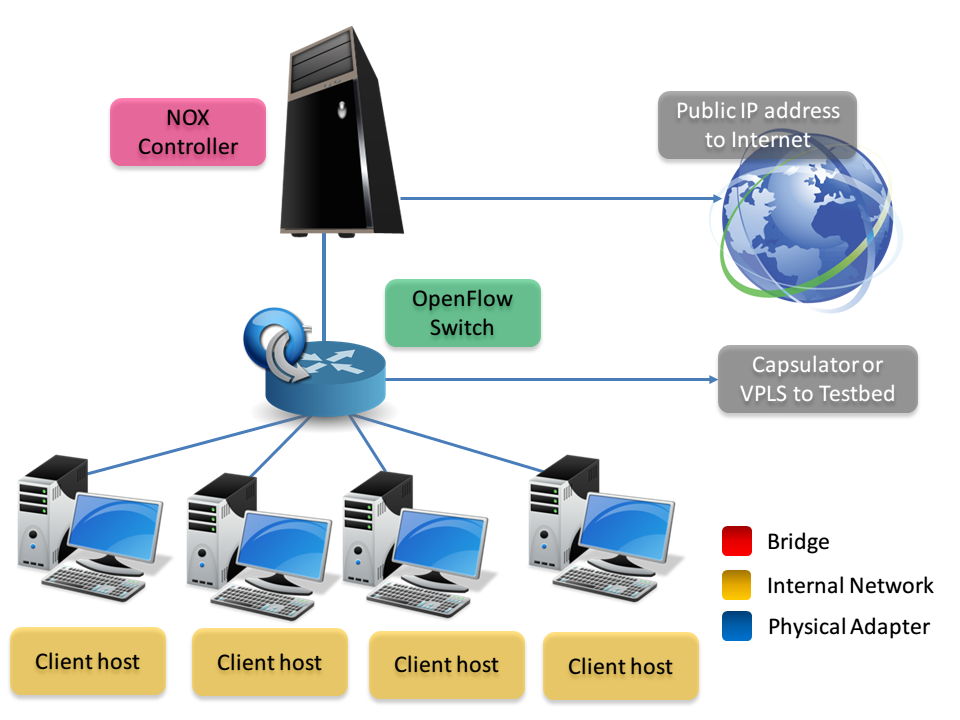 NOX
Controller
Public IP address
to Internet
OpenFlow
Switch
Capsulator or
VPLS to Testbed
Bridge
Internal Network
Physical Adapter
Client host
Client host
Client host
Client host